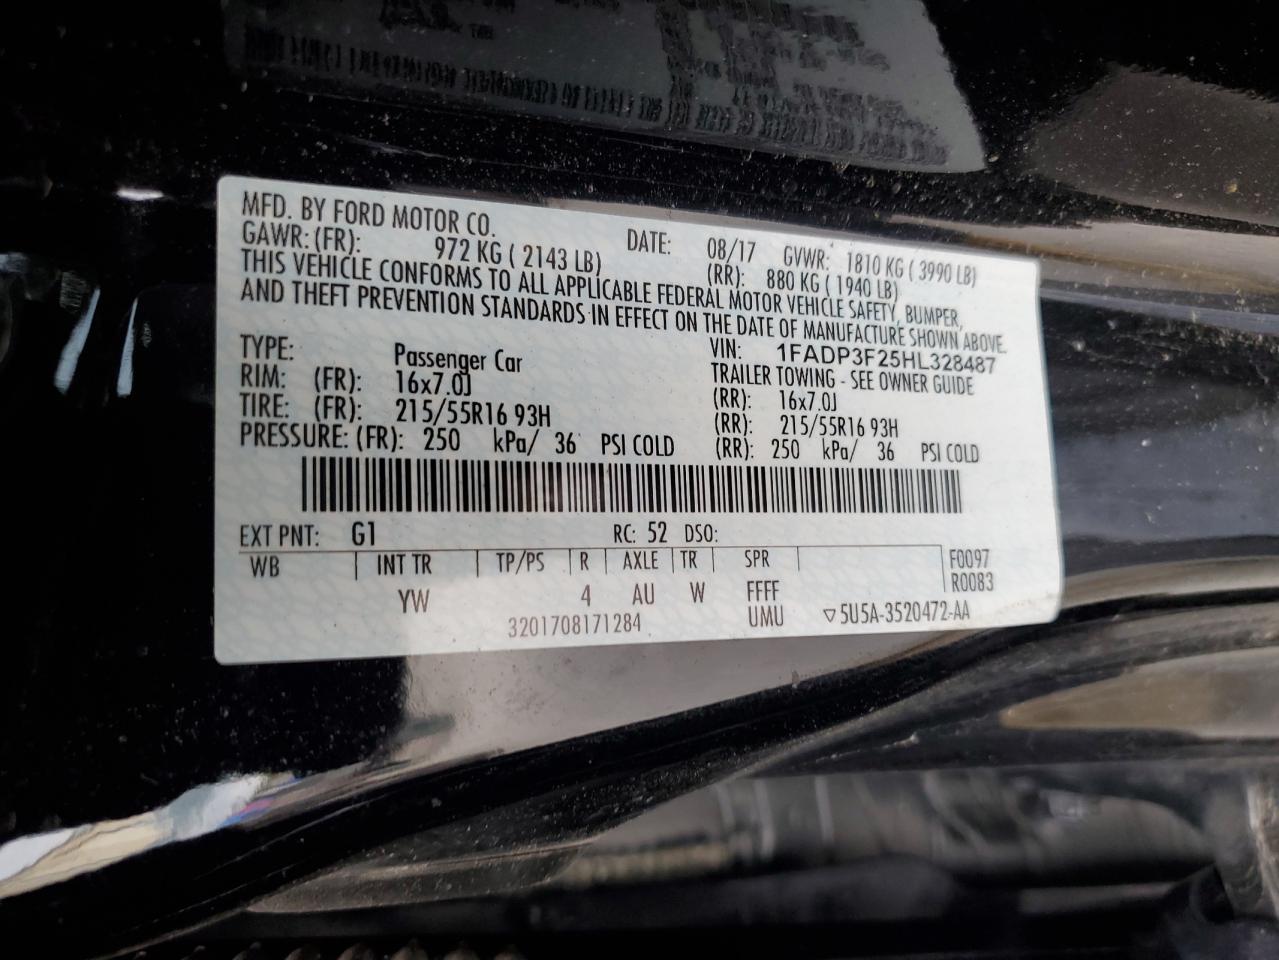 MFD. BY FORD MOTOR CO. DATE: 08/17 GVWR: 1810 KG ( 3990 LB)
GAWR: (FR): 972 KG ( 2143 LB) (RR): 880 KG ( 1940 LB)
THIS VEHICLE CONFORMS TO ALL APPLICABLE FEDERAL MOTOR VEHICLE SAFETY, BUMPER,
AND THEFT PREVENTION STANDARDS IN EFFECT ON THE DATE OF MANUFACTURE SHOWN ABOVE.
TYPE: Passenger Car VIN: 1FADP3F25HL328487
TRAILER TOWING - SEE OWNER GUIDE
RIM: (FR): 16x7.0J (RR): 16x7.0J
TIRE: (FR): 215/55R16 93H (RR): 215/55R16 93H
PRESSURE: (FR): 250 kPa/ 36 PSI COLD (RR): 250 kPa/ 36 PSI COLD
EXT PNT: G1 RC: 52 DSO:
WB INT TR TP/PS R AXLE TR SPR F0097
R0083
YW 4 AU W FFFF
3201708171284 UMU ▽5U5A-3520472-AA